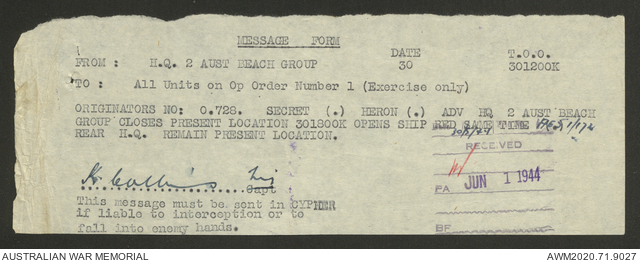 MESSAGE FORM
FROM : H.Q. 2 AUST BEACH GROUP DATE 30 T.O.O. 301200K
TO : All Units on Op Order Number 1 (Exercise only)
ORIGINATORS NO: 0.728. SECRET (.) HERON (.) ADV HQ 2 AUST BEACH
GROUP CLOSES PRESENT LOCATION 301800K OPENS SHIP RED SAME TIME
REAR H.Q. REMAIN PRESENT LOCATION.
RECEIVED
PA JUN 1 1944
BF
Capt
This message must be sent in CYPHER
if liable to interception or to
fall into enemy hands.
AUSTRALIAN WAR MEMORIAL
AWM2020.71.9027